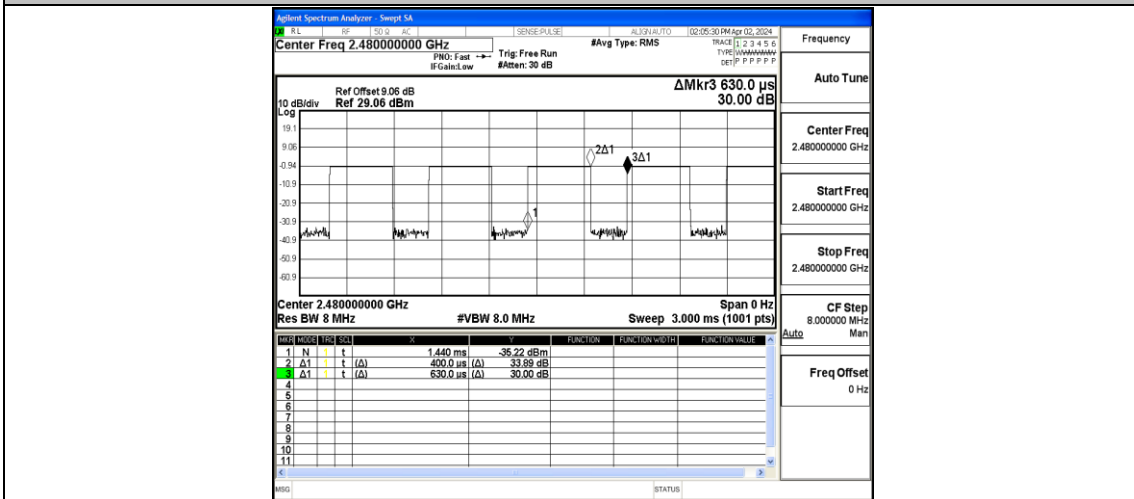 Agilent Spectrum Analyzer - Swept SA
RL RF 50 Ω AC SENSE:PULSE ALIGNAUTO 02:05:30 PM Apr 02, 2024
Center Freq 2.480000000 GHz
#Avg Type: RMS
TRACE 1 2 3 4 5 6
TYPE WWWWWW
DET P P P P P P
PNO: Fast Trig: Free Run
IFGain:Low #Atten: 30 dB
ΔMkr3 630.0 µs
30.00 dB
Ref Offset 9.06 dB
10 dB/div Ref 29.06 dBm
Log
19.1
9.06
-0.94
-10.9
-20.9
-30.9
-40.9
-50.9
-60.9
2Δ1
3Δ1
1
Center 2.480000000 GHz Span 0 Hz
Res BW 8 MHz #VBW 8.0 MHz Sweep 3.000 ms (1001 pts)
MKR MODE TRC SCL X Y FUNCTION FUNCTION WIDTH FUNCTION VALUE
1 N 1 t 1.440 ms -35.22 dBm
2 Δ1 1 t (Δ) 400.0 µs (Δ) 33.89 dB
3 Δ1 1 t (Δ) 630.0 µs (Δ) 30.00 dB
4
5
6
7
8
9
10
11
MSG STATUS
Frequency
Auto Tune
Center Freq
2.480000000 GHz
Start Freq
2.480000000 GHz
Stop Freq
2.480000000 GHz
CF Step
8.000000 MHz
Auto Man
Freq Offset
0 Hz